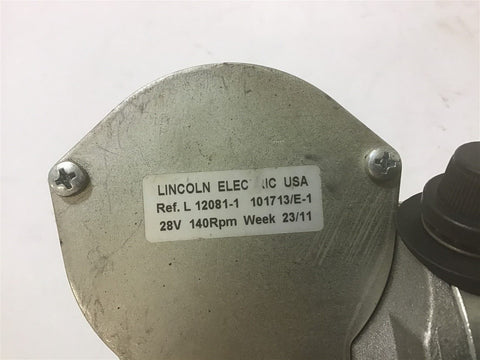 LINCOLN ELECTRIC USA
Ref. L 12081-1 101713/E-1
28V 140Rpm Week 23/11